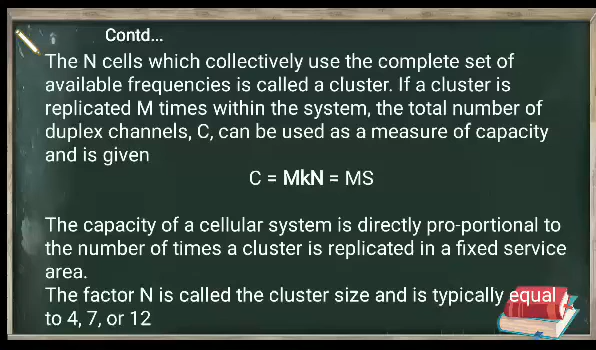 Contd...
The N cells which collectively use the complete set of
available frequencies is called a cluster. If a cluster is
replicated M times within the system, the total number of
duplex channels, C, can be used as a measure of capacity
and is given
C = MkN = MS
The capacity of a cellular system is directly pro-portional to
the number of times a cluster is replicated in a fixed service
area.
The factor N is called the cluster size and is typically equal
to 4, 7, or 12